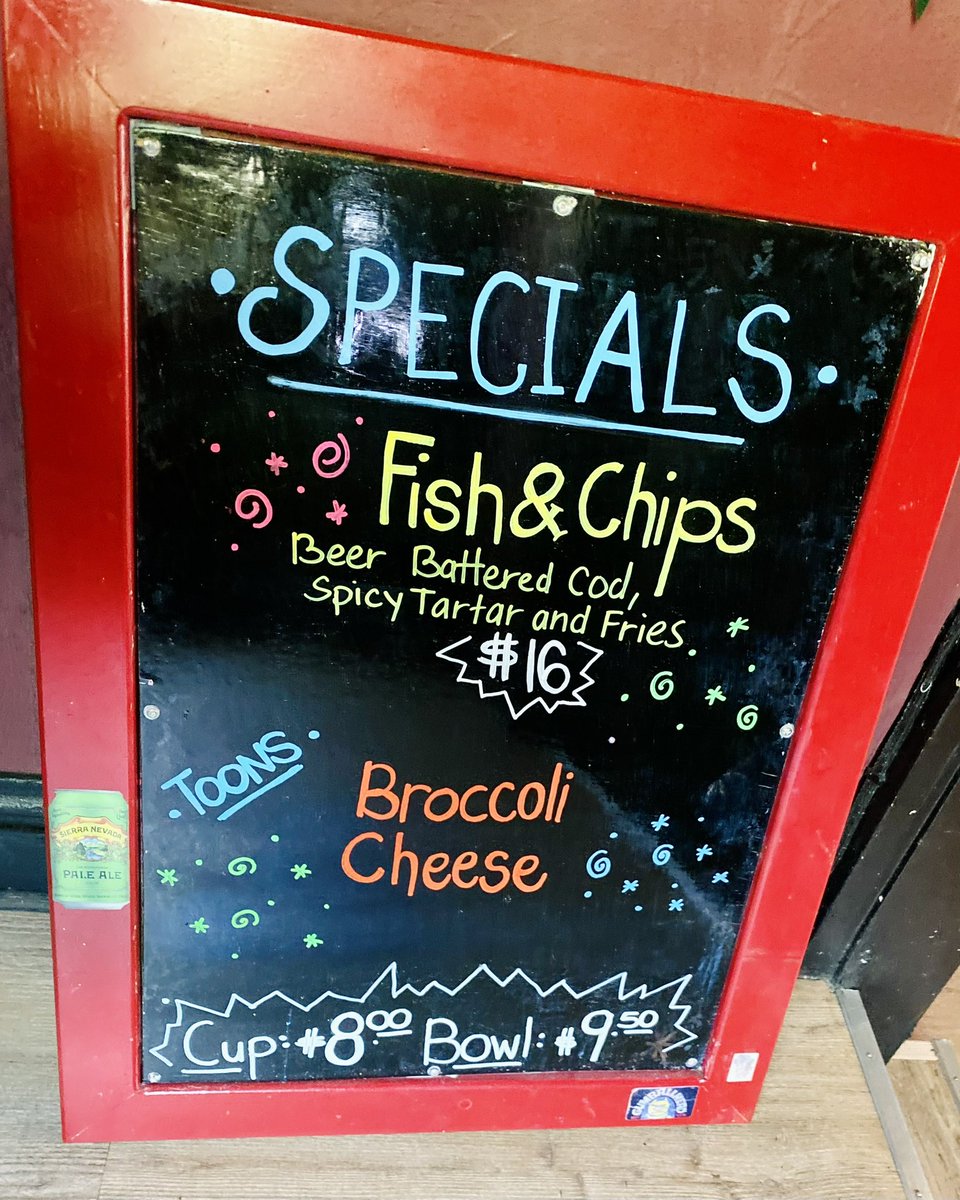 SPECIALS
Fish & Chips
Beer Battered Cod,
Spicy Tartar and Fries.
$16
TOONS
Broccoli
Cheese
SIERRA NEVADA
PALE ALE
Cup: $8.00 Bowl: $9.50